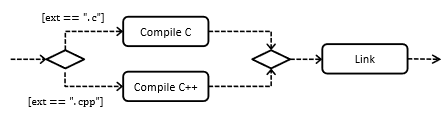 [ext == ".c"]
Compile C
Link
Compile C++
[ext == ".cpp"]